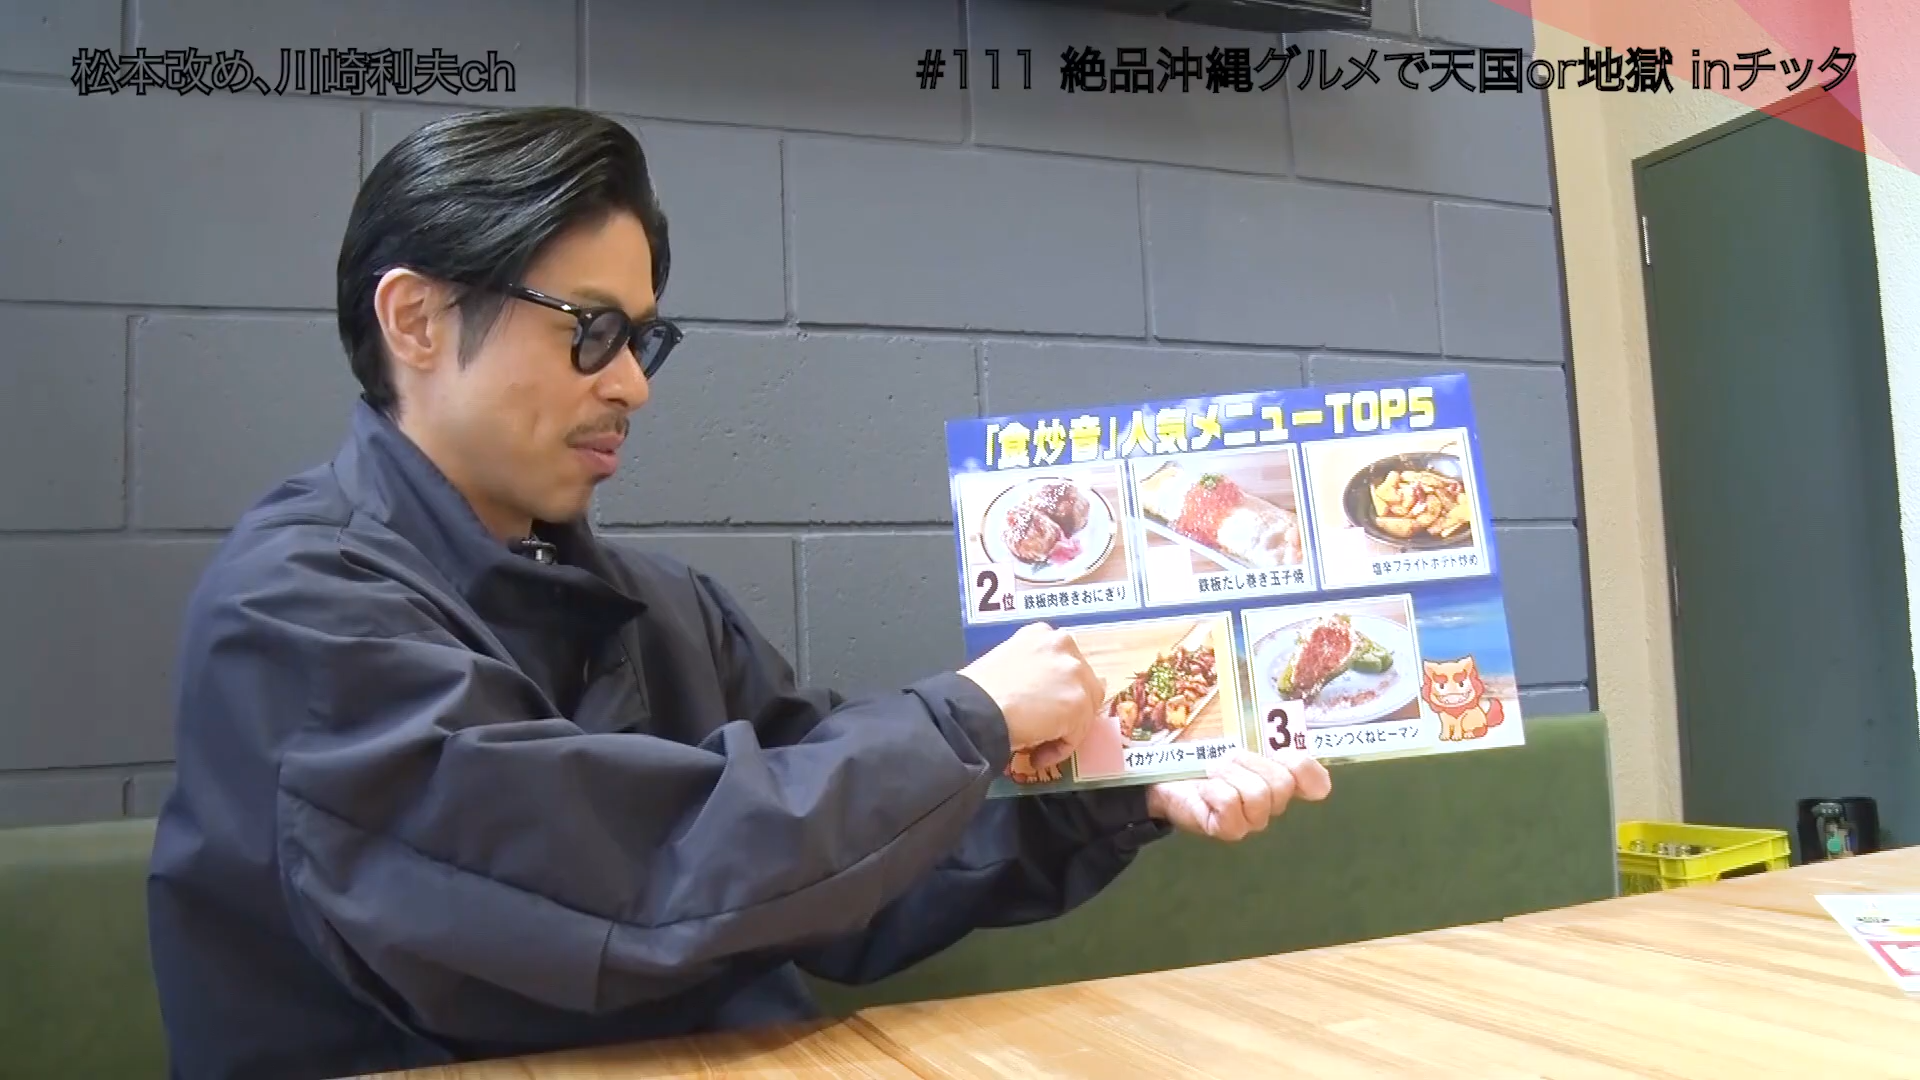 松本改め、川崎利夫ch
#111 絶品沖縄グルメで天国or地獄 inチッタ
「食炒音」人気メニューTOP5
2位 鉄板肉巻きおにぎり
鉄板だし巻き玉子焼
塩辛フライドポテト炒め
イカゲソバター醤油炒め
3位 クミンつくねピーマン